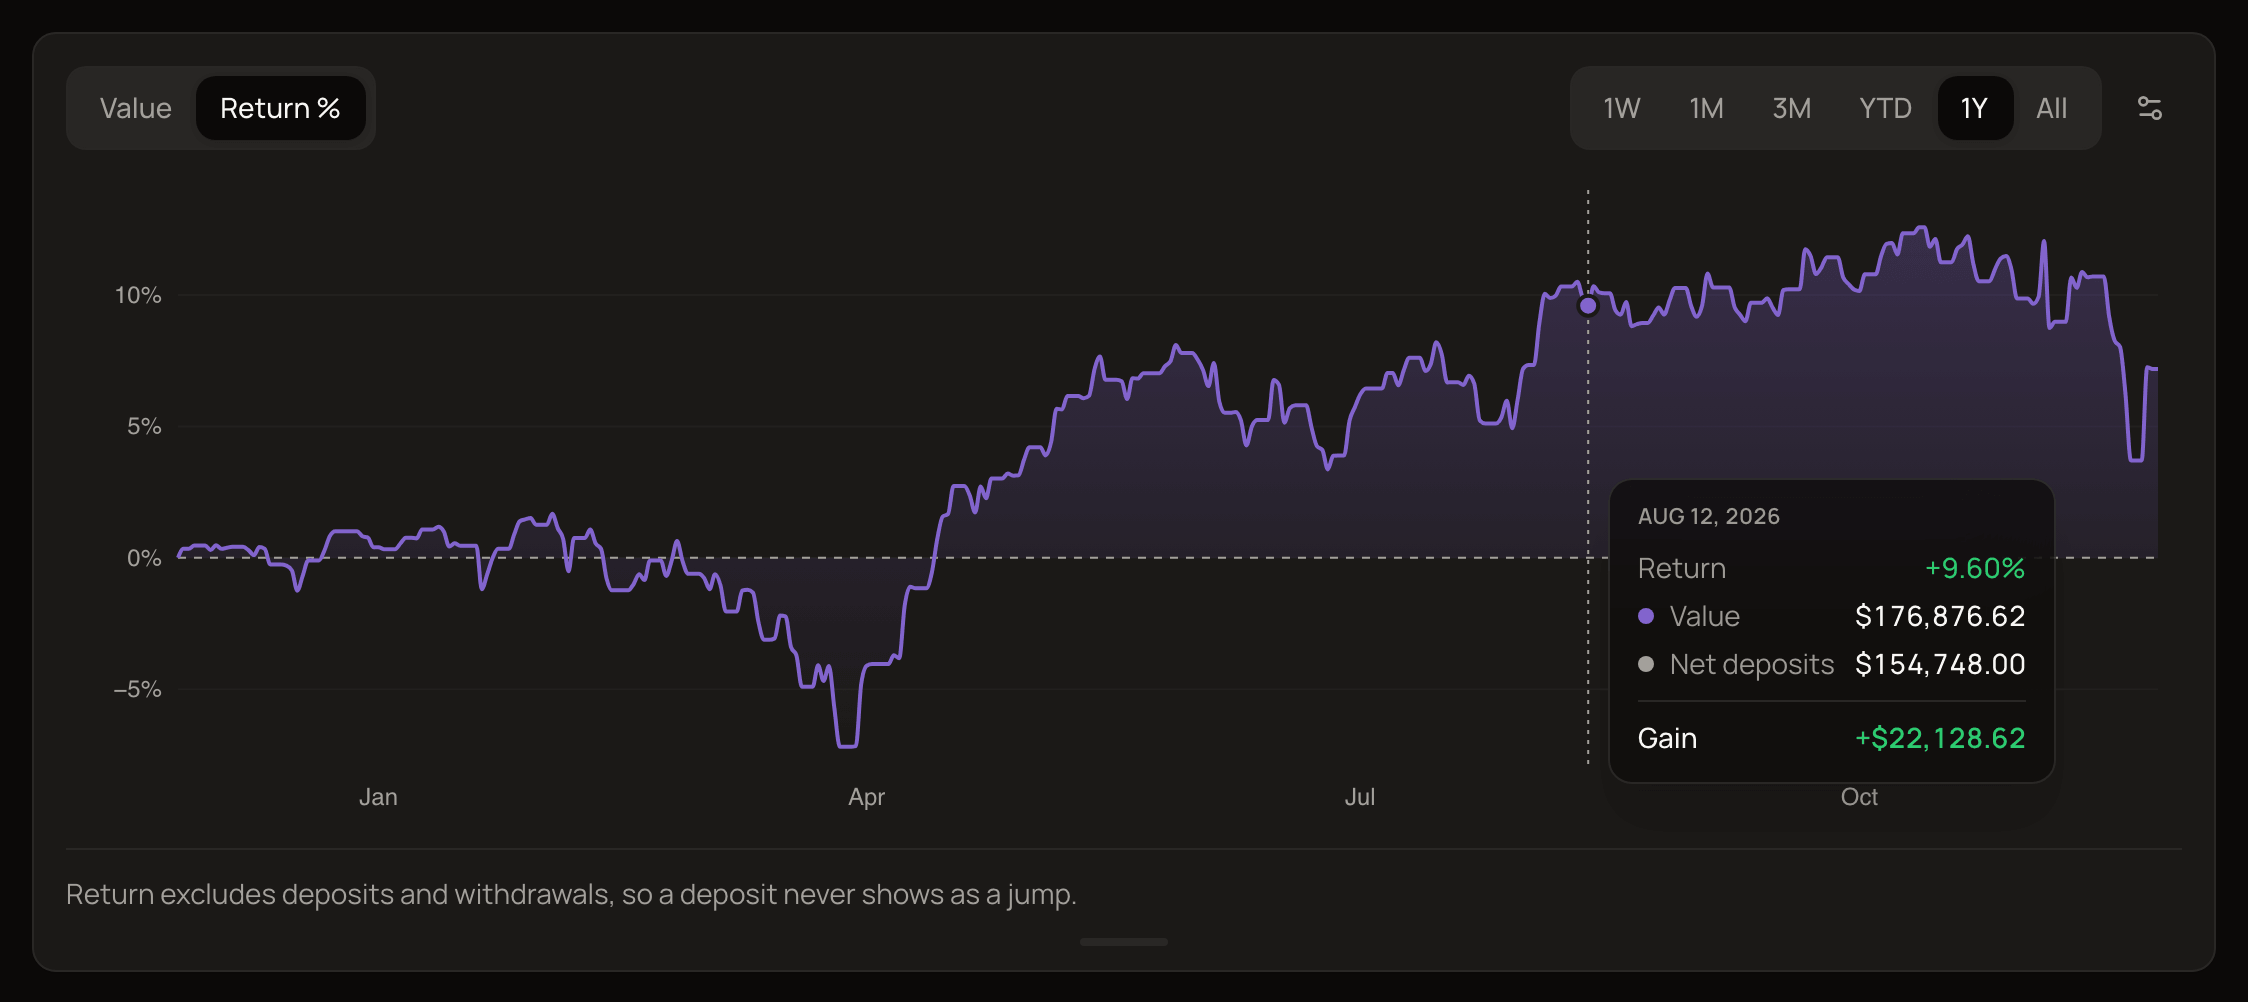 Value Return % 1W 1M 3M YTD 1Y All
10%
5%
0%
−5%
AUG 12, 2026
Return +9.60%
Value $176,876.62
Net deposits $154,748.00
Gain +$22,128.62
Jan Apr Jul Oct
Return excludes deposits and withdrawals, so a deposit never shows as a jump.